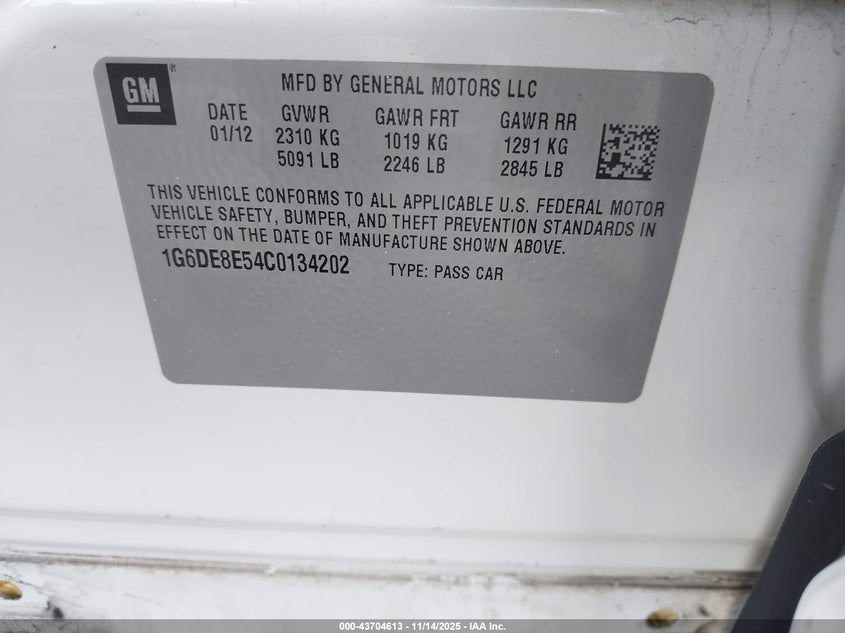 GM ® MFD BY GENERAL MOTORS LLC
DATE GVWR GAWR FRT GAWR RR
01/12 2310 KG 1019 KG 1291 KG
5091 LB 2246 LB 2845 LB
THIS VEHICLE CONFORMS TO ALL APPLICABLE U.S. FEDERAL MOTOR
VEHICLE SAFETY, BUMPER, AND THEFT PREVENTION STANDARDS IN
EFFECT ON THE DATE OF MANUFACTURE SHOWN ABOVE.
1G6DE8E54C0134202 TYPE: PASS CAR
000-43704613 - 11/14/2025 - IAA Inc.